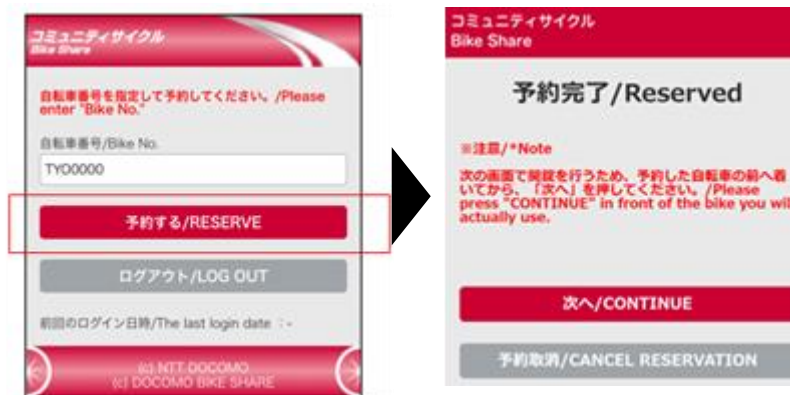 コミュニティサイクル
Bike Share
自転車番号を指定して予約してください。/Please
enter "Bike No."
自転車番号/Bike No.
TYO0000
予約する/RESERVE
ログアウト/LOG OUT
前回のログイン日時/The last login date ：-
(c) NTT DOCOMO
(c) DOCOMO BIKE SHARE
コミュニティサイクル
Bike Share
予約完了/Reserved
※注意/*Note
次の画面で開錠を行うため、予約した自転車の前へ着
いてから、「次へ」を押してください。/Please
press "CONTINUE" in front of the bike you will
actually use.
次へ/CONTINUE
予約取消/CANCEL RESERVATION